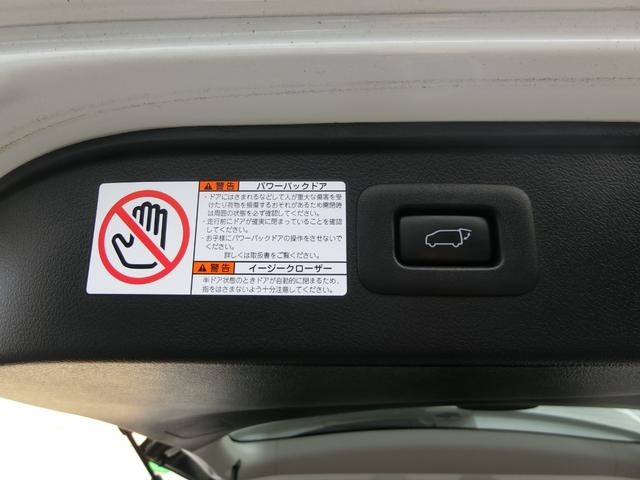 警告 パワーバックドア
・ドアにはさまれるなどして人が重大な傷害を受
けたり荷物を損傷するおそれがあるため開閉時
は周囲の状態を必ず確認してください。
・走行前にドアが確実に閉まっていることを確認
してください。
・お子様にパワーバックドアの操作をさせないで
ください。
詳しくは取扱書をご覧ください。
警告 イージークローザー
半ドア状態のときドアが自動的に閉まるため、
指をはさまないよう十分注意してください。